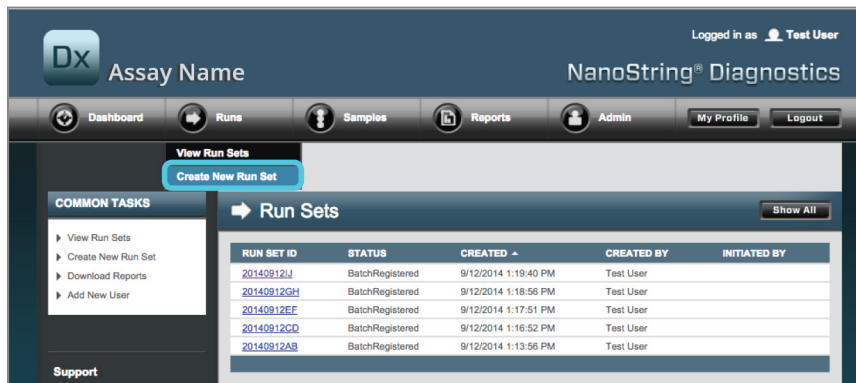 Logged in as Test User
Dx Assay Name
NanoString® Diagnostics
Dashboard Runs Samples Reports Admin My Profile Logout
View Run Sets
Create New Run Set
COMMON TASKS
View Run Sets
Create New Run Set
Download Reports
Add New User
Support
Run Sets Show All
RUN SET ID STATUS CREATED CREATED BY INITIATED BY
20140912IJ BatchRegistered 9/12/2014 1:19:40 PM Test User
20140912GH BatchRegistered 9/12/2014 1:18:56 PM Test User
20140912EF BatchRegistered 9/12/2014 1:17:51 PM Test User
20140912CD BatchRegistered 9/12/2014 1:16:52 PM Test User
20140912AB BatchRegistered 9/12/2014 1:13:56 PM Test User